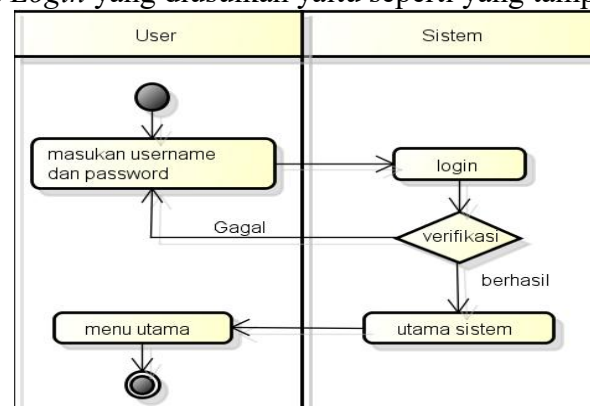 Login yang diusulkan yaitu seperti yang
User
Sistem
masukan username
dan password
login
Gagal
verifikasi
berhasil
menu utama
utama sistem